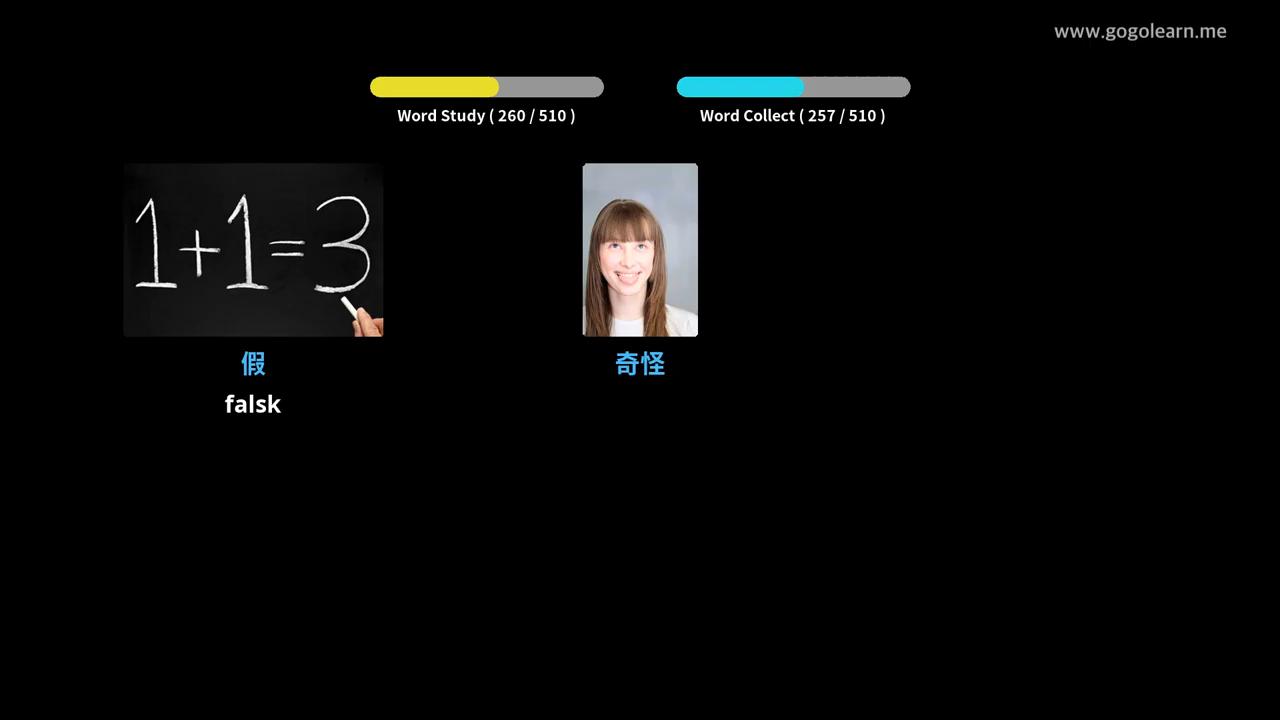 www.gogolearn.me
Word Study ( 260 / 510 )
Word Collect ( 257 / 510 )
1+1=3
假
奇怪
falsk